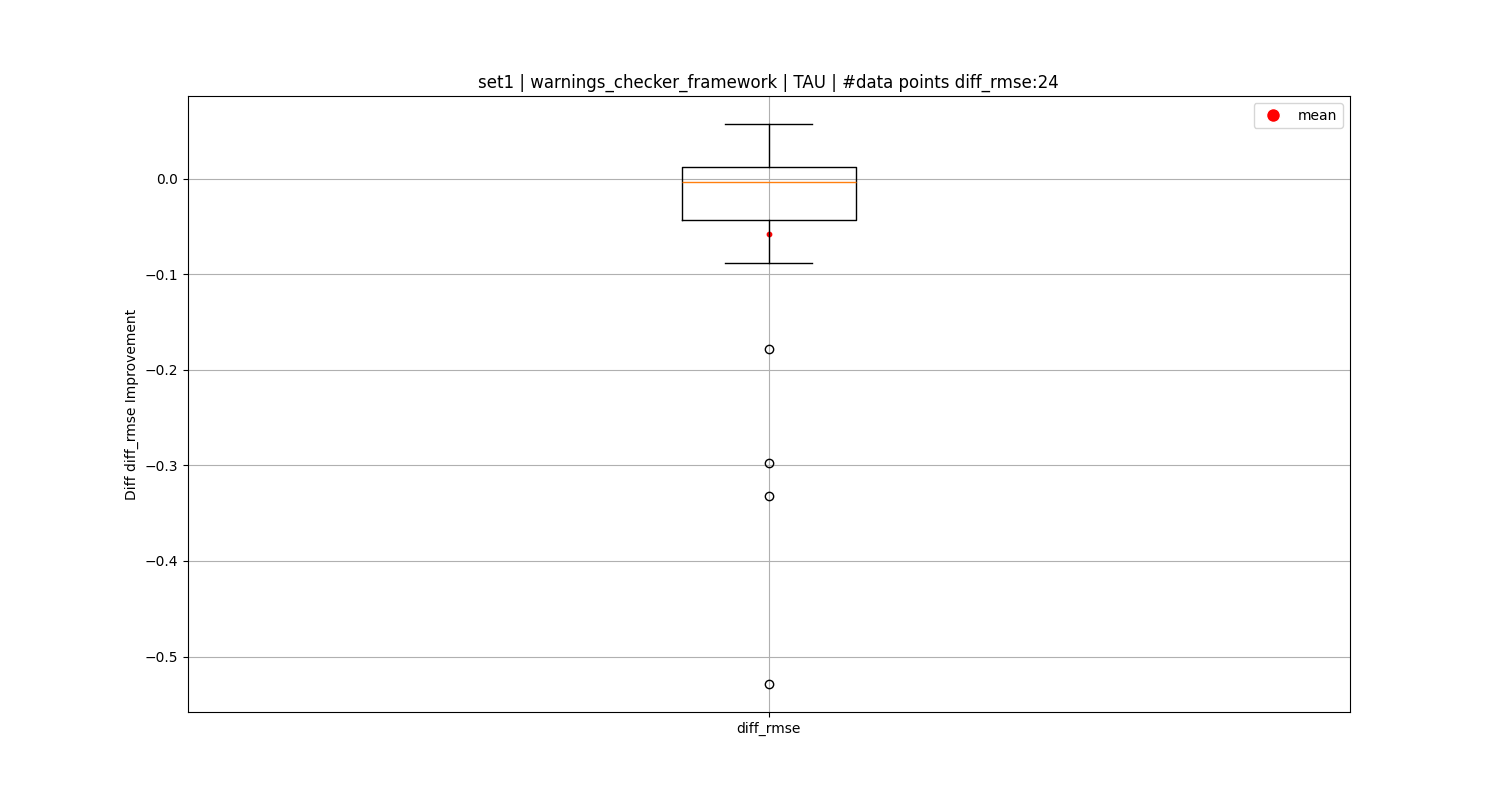 set1 | warnings_checker_framework | TAU | #data points diff_rmse:24
mean
0.0
−0.1
−0.2
−0.3
−0.4
−0.5
Diff diff_rmse Improvement
diff_rmse